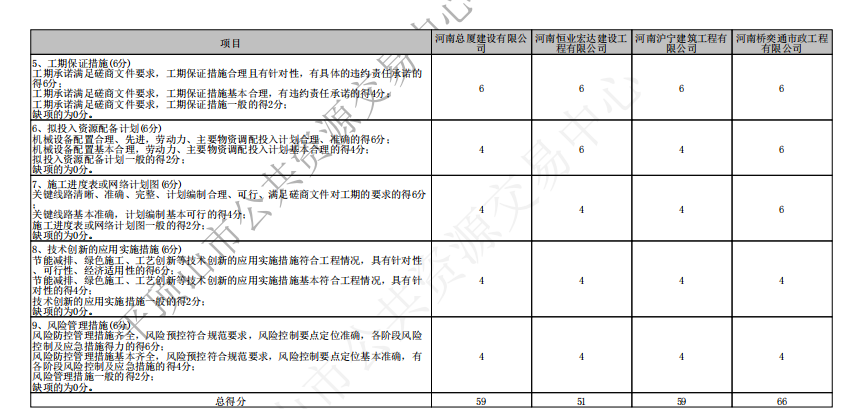 项目 河南总厦建设有限公司 河南恒业宏达建设工程有限公司 河南沪宁建筑工程有限公司 河南桥奕通市政工程有限公司
5、工期保证措施(6分)
工期承诺满足磋商文件要求，工期保证措施合理且有针对性，有具体的违约责任承诺的
得6分；
工期承诺满足磋商文件要求，工期保证措施基本合理，有违约责任承诺的得4分；
工期承诺满足磋商文件要求，工期保证措施一般的得2分；
缺项的为0分。
6 6 6 6
6、拟投入资源配备计划(6分)
机械设备配置合理、先进，劳动力、主要物资调配投入计划合理、准确的得6分；
机械设备配置基本合理，劳动力、主要物资调配投入计划基本合理的得4分；
拟投入资源配备计划一般的得2分；
缺项的为0分。
4 6 4 6
7、施工进度表或网络计划图(6分)
关键线路清晰、准确、完整、计划编制合理、可行、满足磋商文件对工期的要求的得6分
；
关键线路基本准确，计划编制基本可行的得4分；
施工进度表或网络计划图一般的得2分；
缺项的为0分。
4 4 4 6
8、技术创新的应用实施措施(6分)
节能减排、绿色施工、工艺创新等技术创新的应用实施措施符合工程情况，具有针对性
、可行性、经济适用性的得6分；
节能减排、绿色施工、工艺创新等技术创新的应用实施措施基本符合工程情况，具有针
对性的得4分；
技术创新的应用实施措施一般的得2分；
缺项的为0分。
4 4 4 4
9、风险管理措施(6分)
风险防控管理措施齐全，风险预控符合规范要求，风险控制要点定位准确，各阶段风险
控制及应急措施得力的得6分；
风险防控管理措施基本齐全，风险预控符合规范要求，风险控制要点定位基本准确，有
各阶段风险控制及应急措施的得4分；
风险管理措施一般的得2分；
缺项的为0分。
4 4 4 4
总得分 59 51 59 66
平顶山市公共资源交易中心
山市公共资源交易中心